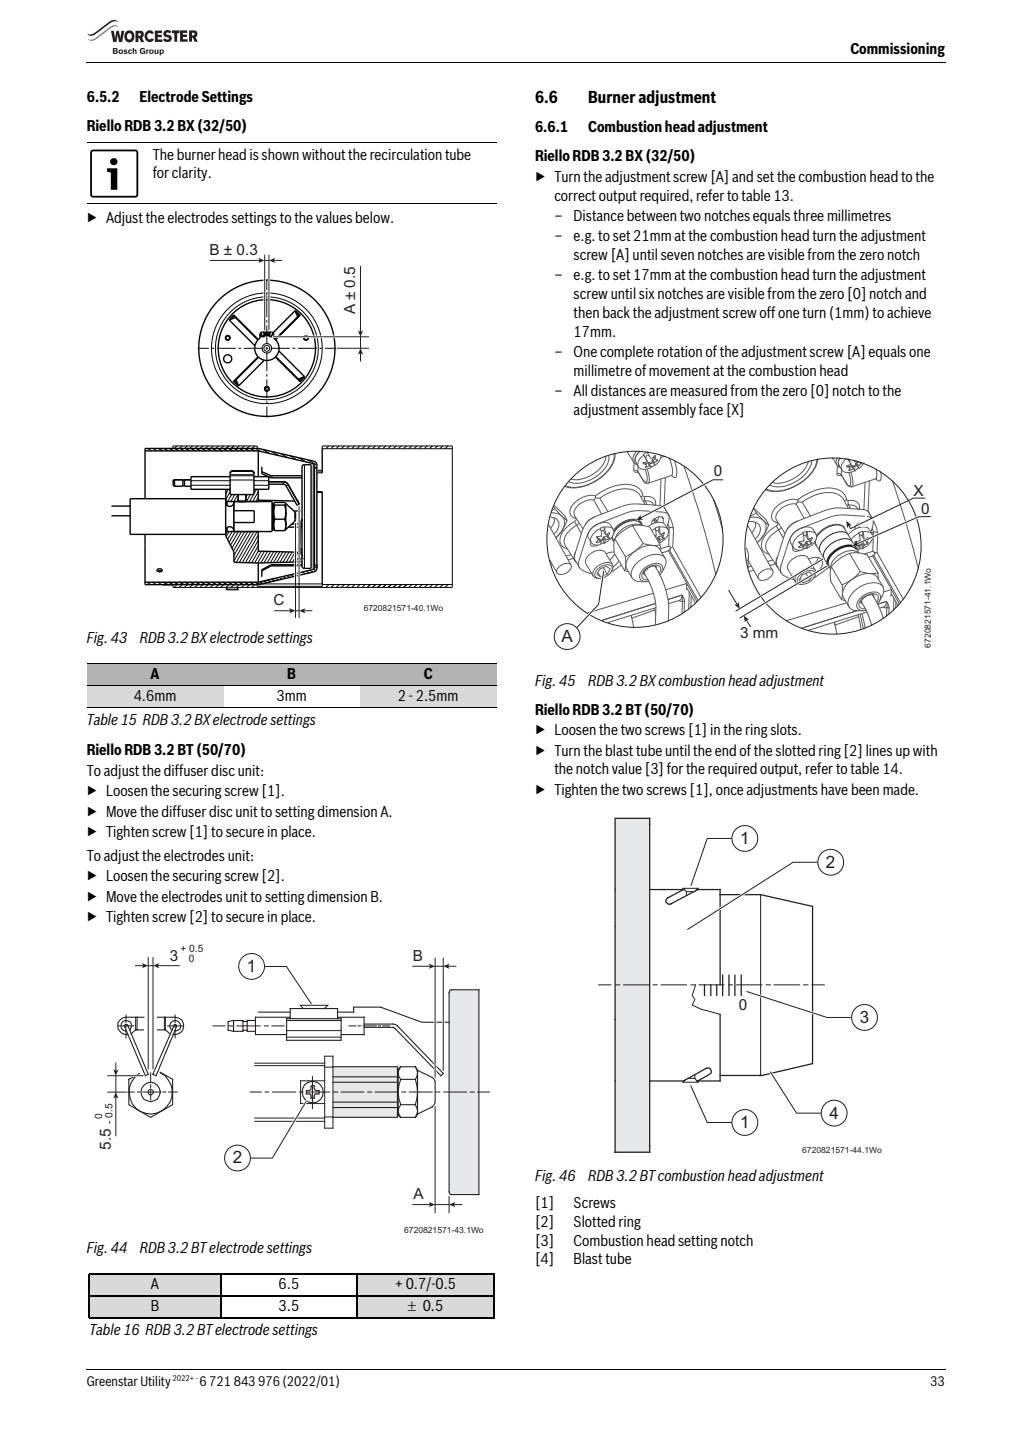 WORCESTER
Bosch Group
Commissioning
6.5.2 Electrode Settings
Riello RDB 3.2 BX (32/50)
The burner head is shown without the recirculation tube
for clarity.
▶ Adjust the electrodes settings to the values below.
B ± 0.3
A ± 0.5
C
6720821571-40.1Wo
Fig. 43 RDB 3.2 BX electrode settings
A B C
4.6mm 3mm 2 - 2.5mm
Table 15 RDB 3.2 BX electrode settings
Riello RDB 3.2 BT (50/70)
To adjust the diffuser disc unit:
▶ Loosen the securing screw [1].
▶ Move the diffuser disc unit to setting dimension A.
▶ Tighten screw [1] to secure in place.
To adjust the electrodes unit:
▶ Loosen the securing screw [2].
▶ Move the electrodes unit to setting dimension B.
▶ Tighten screw [2] to secure in place.
3 + 0.5 0
1
B
5.5 0 - 0.5
2
A
6720821571-43.1Wo
Fig. 44 RDB 3.2 BT electrode settings
A 6.5 + 0.7/-0.5
B 3.5 ± 0.5
Table 16 RDB 3.2 BT electrode settings
6.6 Burner adjustment
6.6.1 Combustion head adjustment
Riello RDB 3.2 BX (32/50)
▶ Turn the adjustment screw [A] and set the combustion head to the
correct output required, refer to table 13.
– Distance between two notches equals three millimetres
– e.g. to set 21mm at the combustion head turn the adjustment
screw [A] until seven notches are visible from the zero notch
– e.g. to set 17mm at the combustion head turn the adjustment
screw until six notches are visible from the zero [0] notch and
then back the adjustment screw off one turn (1mm) to achieve
17mm.
– One complete rotation of the adjustment screw [A] equals one
millimetre of movement at the combustion head
– All distances are measured from the zero [0] notch to the
adjustment assembly face [X]
0
X
0
A
3 mm
6720821571-41.1Wo
Fig. 45 RDB 3.2 BX combustion head adjustment
Riello RDB 3.2 BT (50/70)
▶ Loosen the two screws [1] in the ring slots.
▶ Turn the blast tube until the end of the slotted ring [2] lines up with
the notch value [3] for the required output, refer to table 14.
▶ Tighten the two screws [1], once adjustments have been made.
1
2
0
3
4
1
6720821571-44.1Wo
Fig. 46 RDB 3.2 BT combustion head adjustment
[1] Screws
[2] Slotted ring
[3] Combustion head setting notch
[4] Blast tube
Greenstar Utility 2022+ - 6 721 843 976 (2022/01)
33